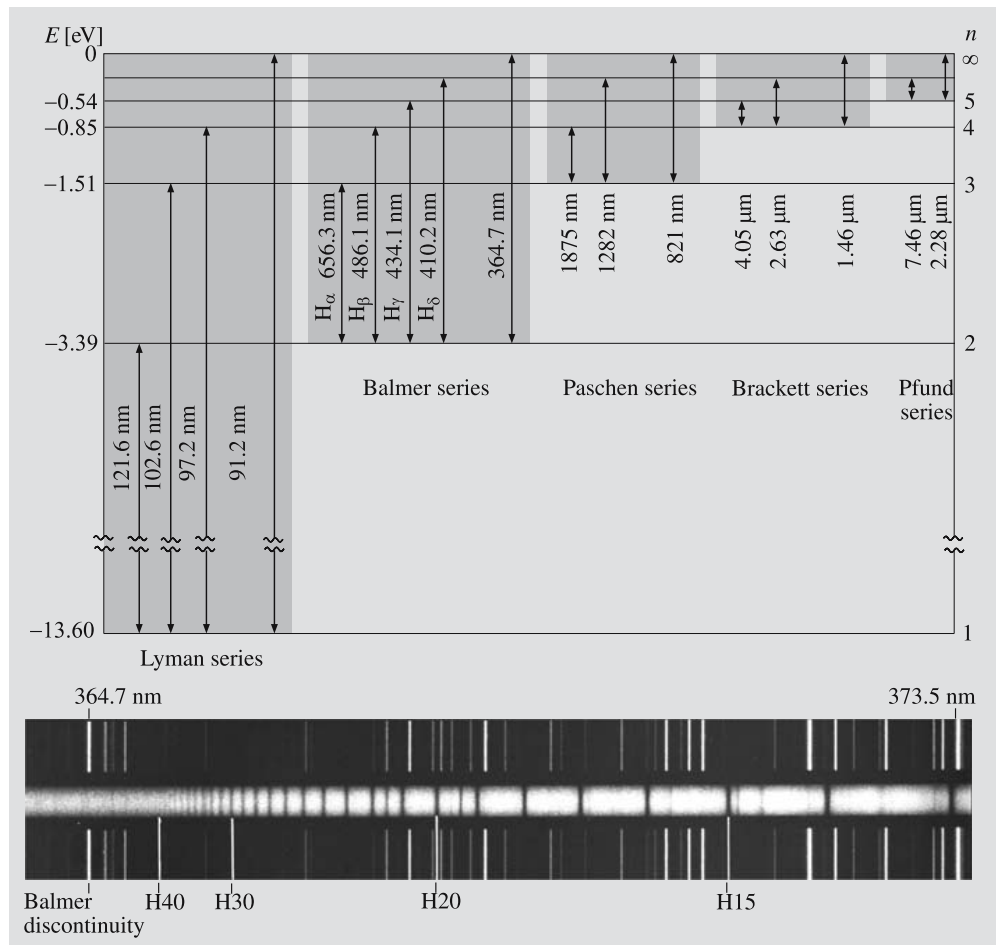 E [eV]
n
0
∞
−0.54
5
−0.85
4
−1.51
3
Hα 656.3 nm
Hβ 486.1 nm
Hγ 434.1 nm
Hδ 410.2 nm
364.7 nm
1875 nm
1282 nm
821 nm
4.05 μm
2.63 μm
1.46 μm
7.46 μm
2.28 μm
−3.39
2
Balmer series
Paschen series
Brackett series
Pfund
series
121.6 nm
102.6 nm
97.2 nm
91.2 nm
−13.60
1
Lyman series
364.7 nm
373.5 nm
Balmer
discontinuity
H40
H30
H20
H15